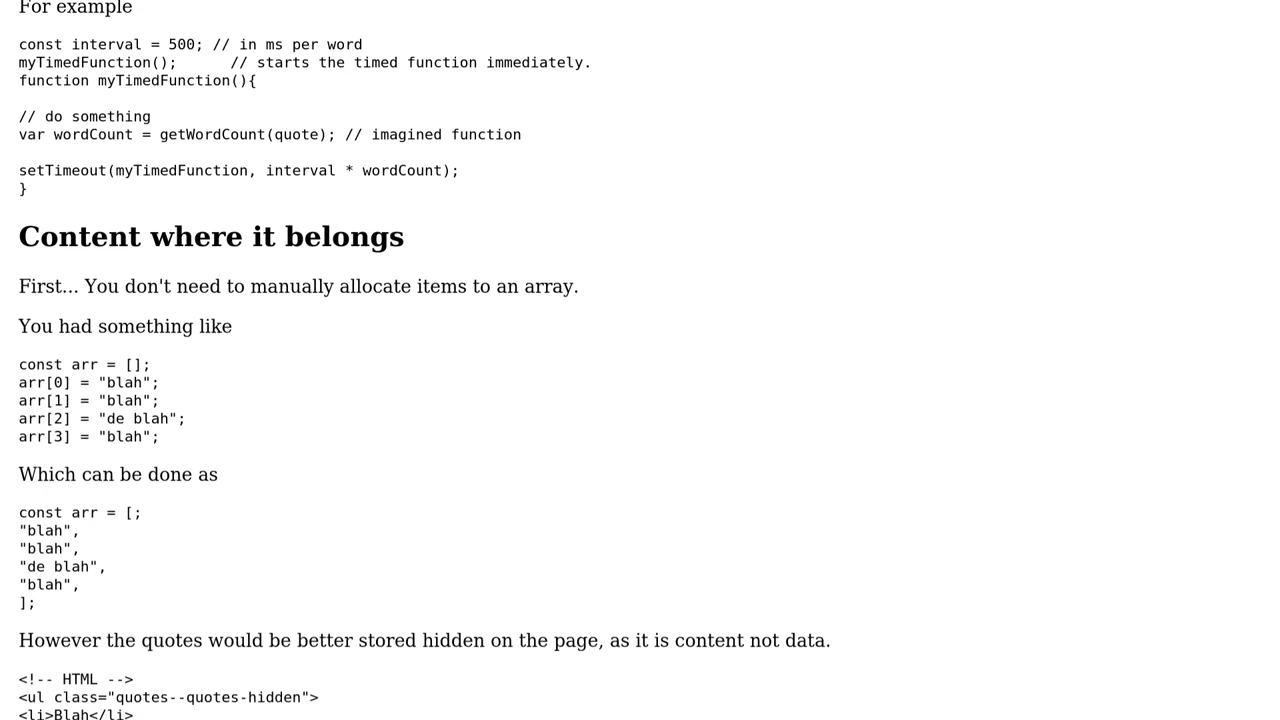 For example
const interval = 500; // in ms per word
myTimedFunction();      // starts the timed function immediately.
function myTimedFunction(){
// do something
var wordCount = getWordCount(quote); // imagined function
setTimeout(myTimedFunction, interval * wordCount);
}
Content where it belongs
First... You don't need to manually allocate items to an array.
You had something like
const arr = [];
arr[0] = "blah";
arr[1] = "blah";
arr[2] = "de blah";
arr[3] = "blah";
Which can be done as
const arr = [;
"blah",
"blah",
"de blah",
"blah",
];
However the quotes would be better stored hidden on the page, as it is content not data.
<!-- HTML -->
<ul class="quotes--quotes-hidden">
<li>Blah</li>